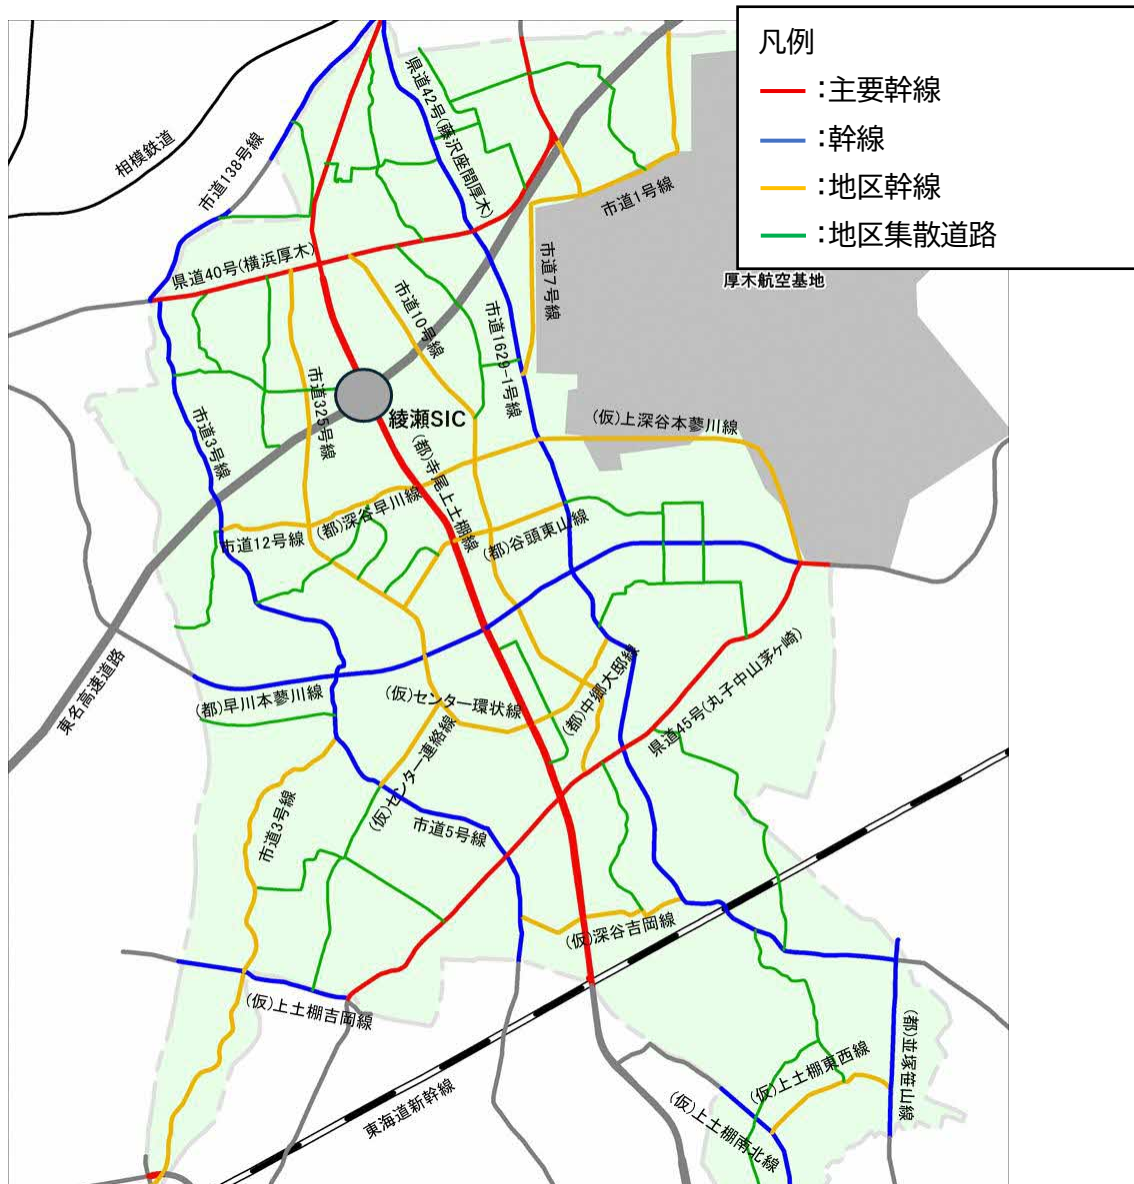 凡例
：主要幹線
：幹線
：地区幹線
：地区集散道路
相模鉄道
市道138号線
県道42号(藤沢座間厚木)
市道1号線
県道40号(横浜厚木)
市道7号線
厚木航空基地
市道10号線
市道1629-1号線
市道325号線
綾瀬SIC
市道3号線
(仮)上深谷本蓼川線
(都)寺尾上土棚線
(都)深谷早川線
市道12号線
(都)谷頭東山線
東名高速道路
(都)早川本蓼川線
(仮)センター環状線
(都)中郷大邸線
県道45号(丸子中山茅ヶ崎)
(仮)センター連絡線
市道3号線
市道5号線
(仮)深谷吉岡線
(仮)上土棚吉岡線
(都)並塚笹山線
(仮)上土棚東西線
東海道新幹線
(仮)上土棚南北線